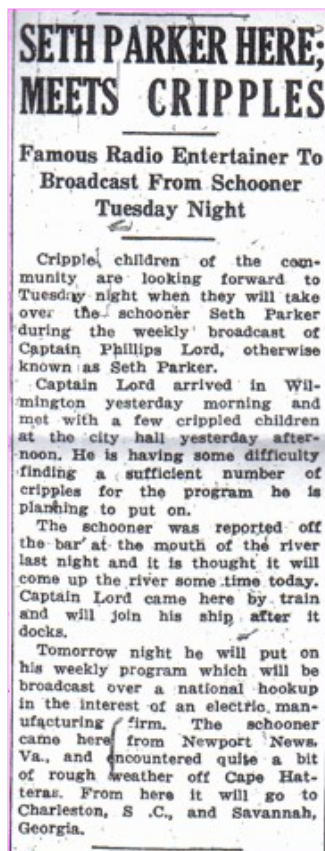 SETH PARKER HERE;
MEETS CRIPPLES
Famous Radio Entertainer To
Broadcast From Schooner
Tuesday Night
Cripple children of the com-
munity are looking forward to
Tuesday night when they will take
over the schooner Seth Parker
during the weekly broadcast of
Captain Phillips Lord, otherwise
known as Seth Parker.
Captain Lord arrived in Wil-
mington yesterday morning and
met with a few crippled children
at the city hall yesterday after-
noon. He is having some difficulty
finding a sufficient number of
cripples for the program he is
planning to put on.
The schooner was reported off
the bar at the mouth of the river
last night and it is thought it will
come up the river some time today.
Captain Lord came here by train
and will join his ship after it
docks.
Tomorrow night he will put on
his weekly program which will be
broadcast over a national hookup
in the interest of an electric man-
ufacturing firm. The schooner
came here from Newport News,
Va., and encountered quite a bit
of rough weather off Cape Hat-
teras. From here it will go to
Charleston, S .C., and Savannah,
Georgia.